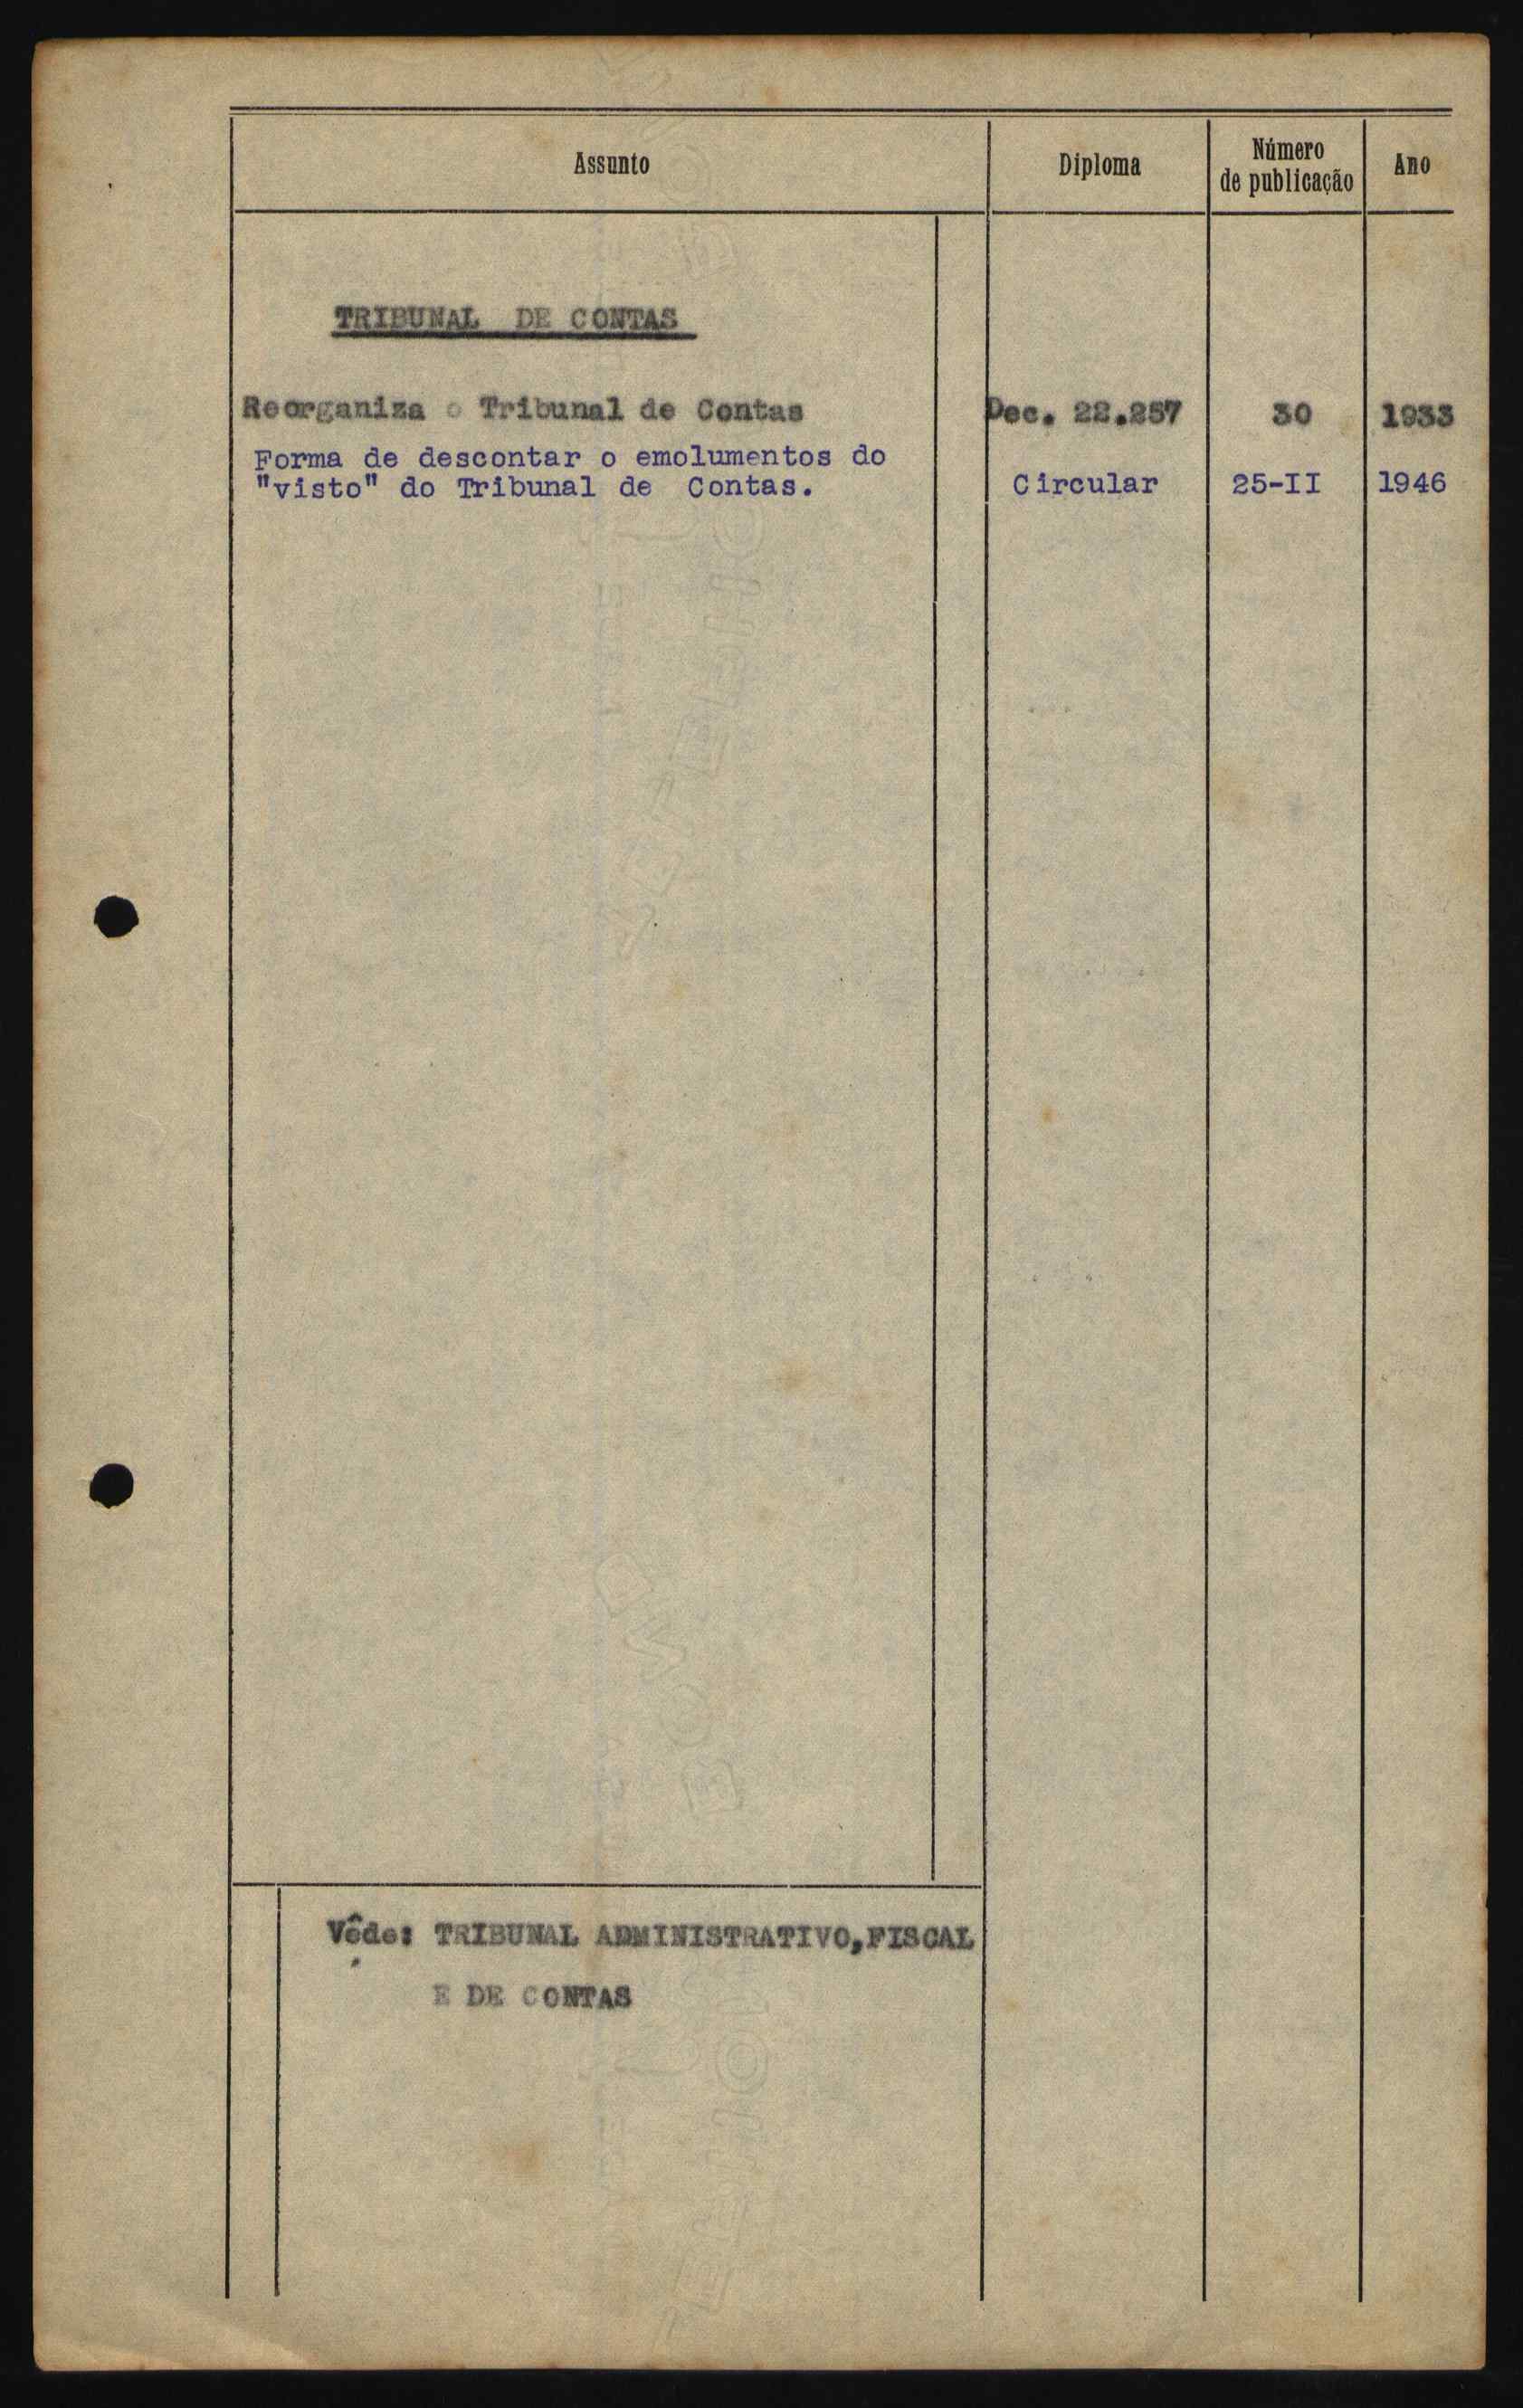 Assunto Diploma Número de publicação Ano
TRIBUNAL DE CONTAS
Reorganiza o Tribunal de Contas Dec. 22.257 30 1933
Forma de descontar o emolumentos do
"visto" do Tribunal de Contas. Circular 25-II 1946
Vêde: TRIBUNAL ADMINISTRATIVO,FISCAL
E DE CONTAS